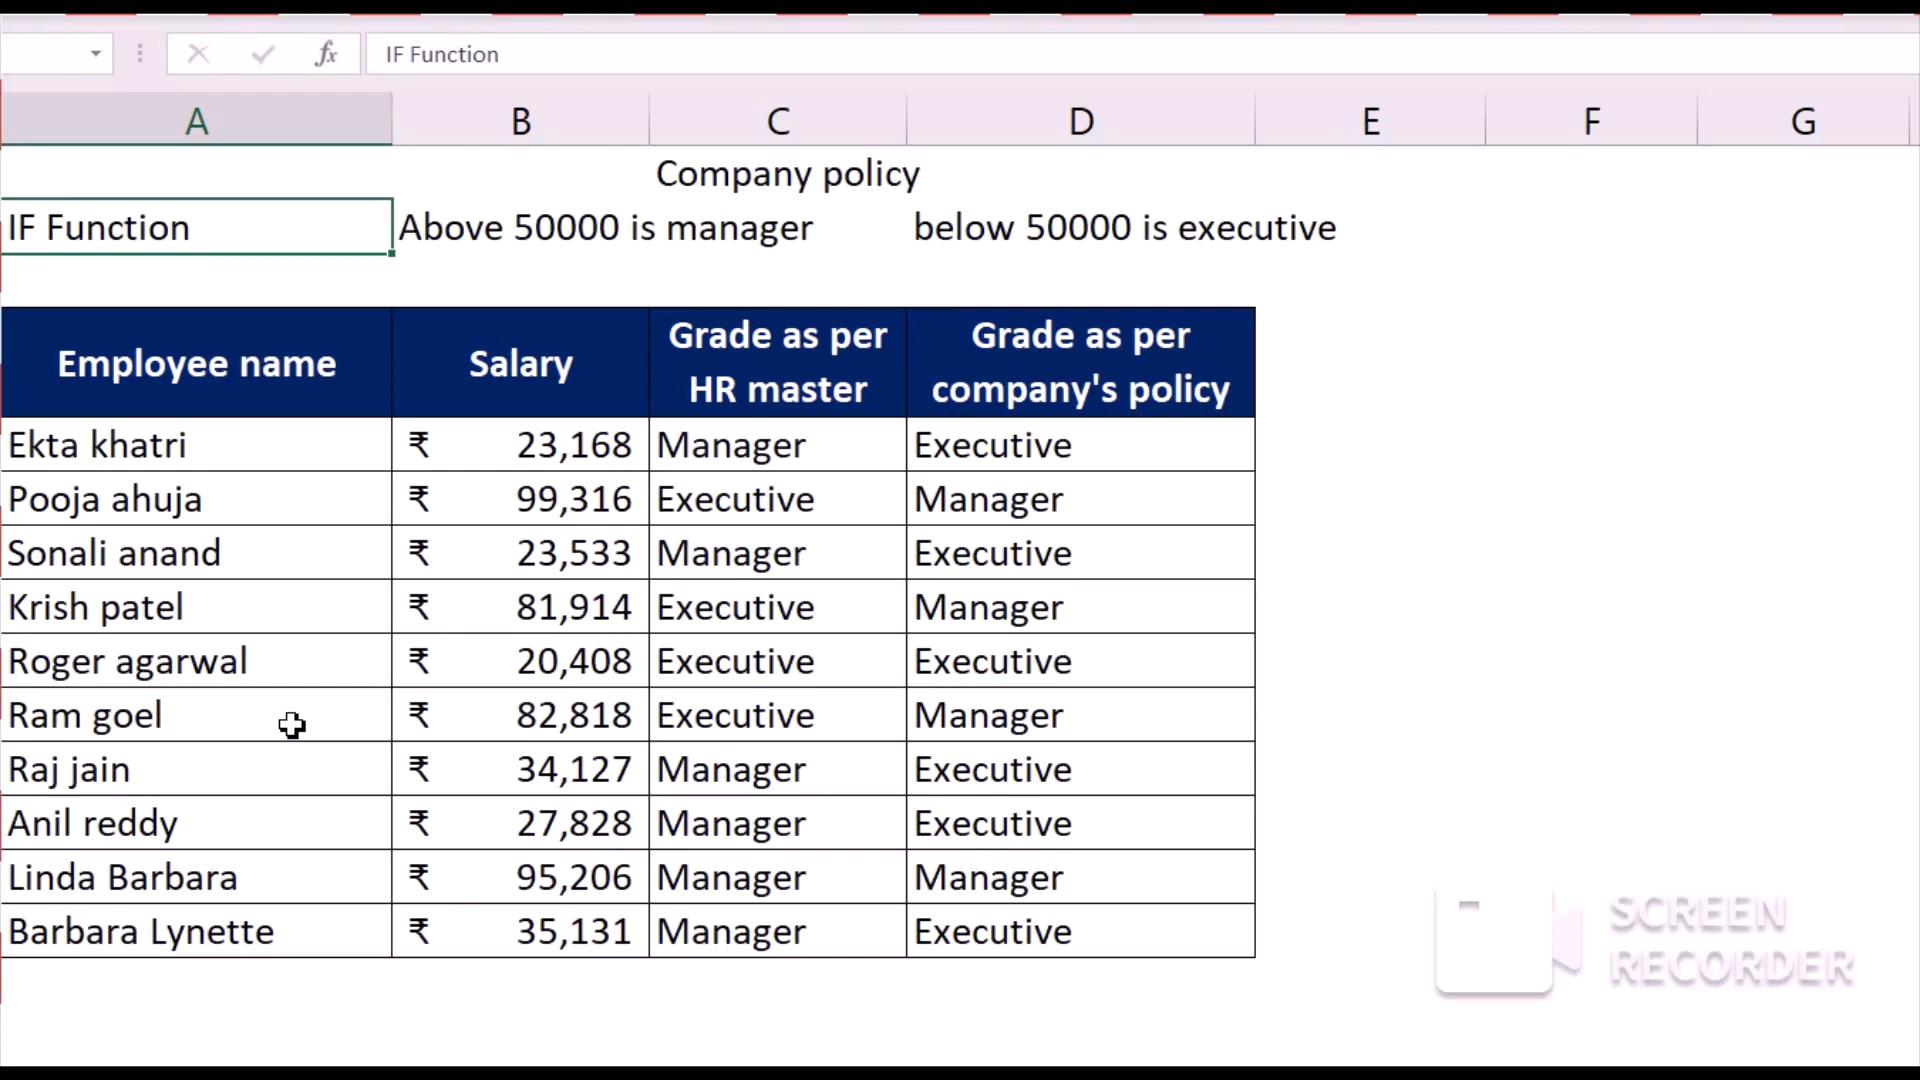 fx IF Function
A B C D E F G
Company policy
IF Function Above 50000 is manager below 50000 is executive
Employee name Salary Grade as per HR master Grade as per company's policy
Ekta khatri ₹ 23,168 Manager Executive
Pooja ahuja ₹ 99,316 Executive Manager
Sonali anand ₹ 23,533 Manager Executive
Krish patel ₹ 81,914 Executive Manager
Roger agarwal ₹ 20,408 Executive Executive
Ram goel ₹ 82,818 Executive Manager
Raj jain ₹ 34,127 Manager Executive
Anil reddy ₹ 27,828 Manager Executive
Linda Barbara ₹ 95,206 Manager Manager
Barbara Lynette ₹ 35,131 Manager Executive
SCREEN
RECORDER